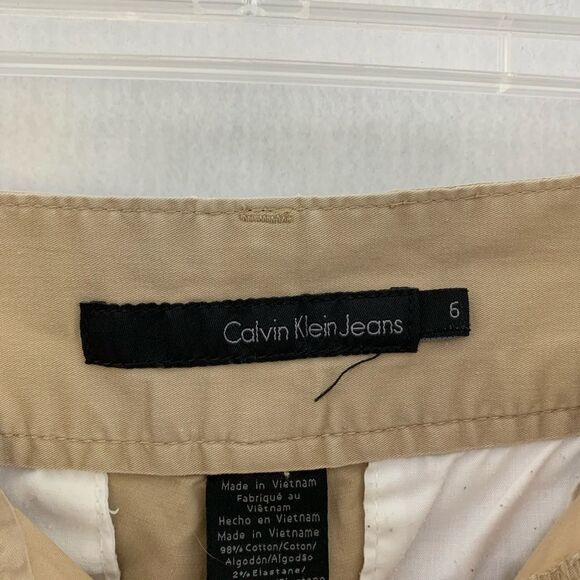 Calvin Klein Jeans
6
Made in Vietnam
Fabriqué au
Viêtnam
Hecho en Vietnam
Made in Vietname
98% Cotton/Coton/
Algodón/Algodão
2% Elastane/